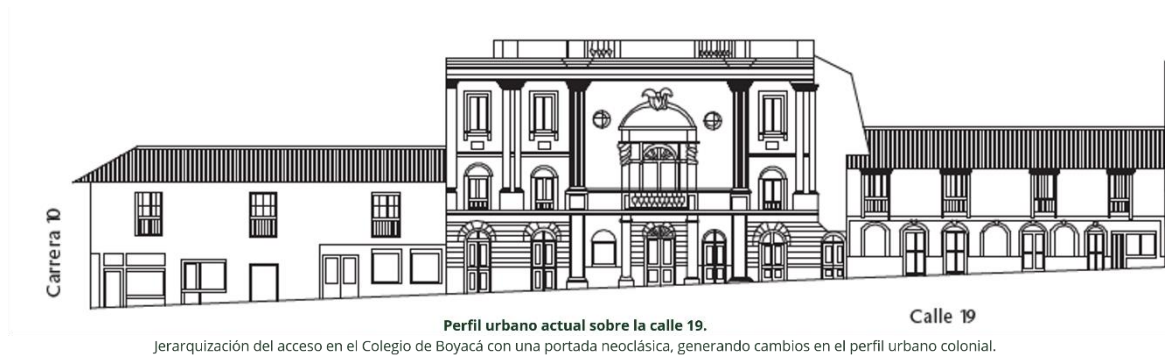 Carrera 10
Calle 19
Perfil urbano actual sobre la calle 19.
Jerarquización del acceso en el Colegio de Boyacá con una portada neoclásica, generando cambios en el perfil urbano colonial.